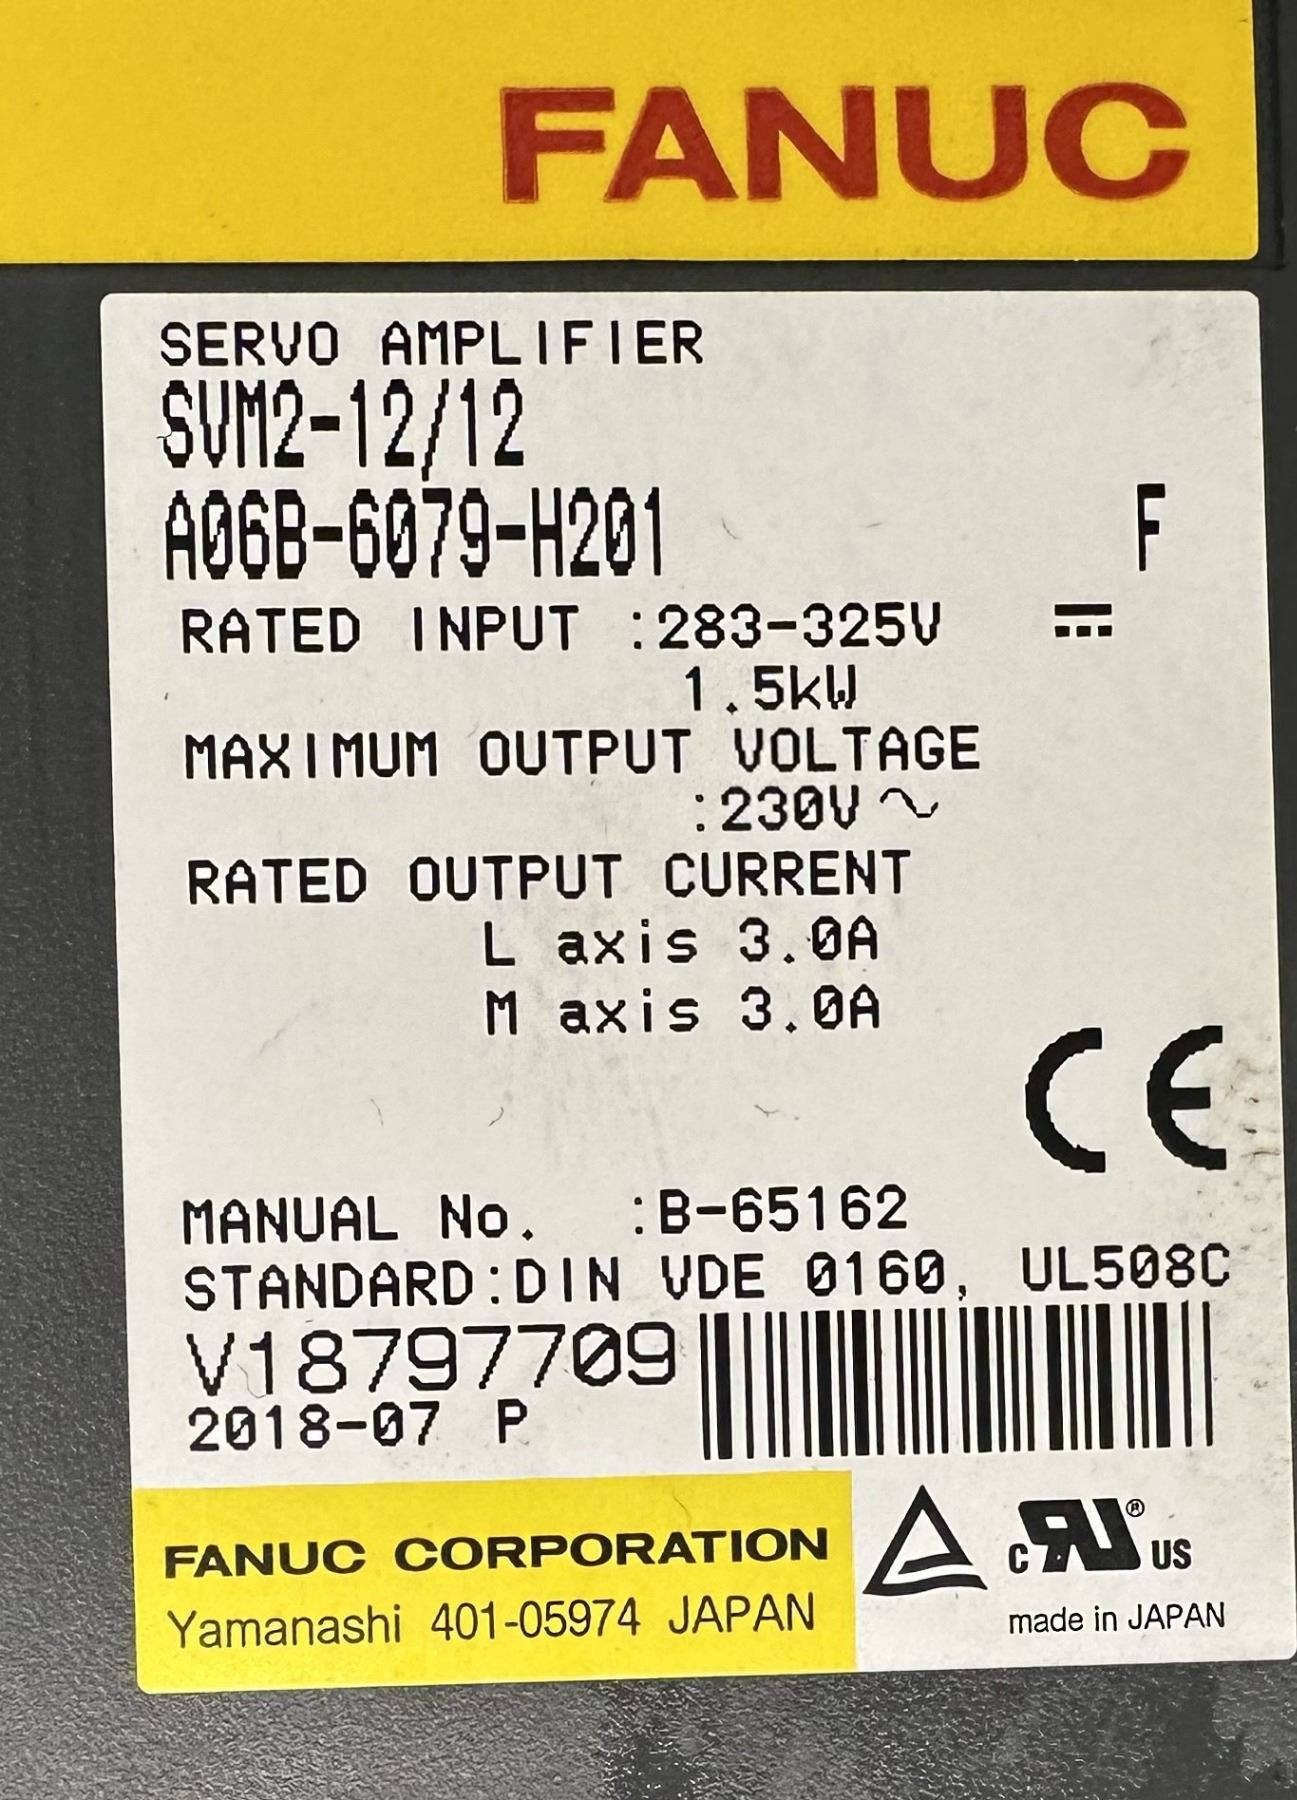 FANUC
SERVO AMPLIFIER
SVM2-12/12
A06B-6079-H201 F
RATED INPUT :283-325V ⎓
1.5kW
MAXIMUM OUTPUT VOLTAGE
:230V ~
RATED OUTPUT CURRENT
L axis 3.0A
M axis 3.0A
CE
MANUAL No. :B-65162
STANDARD:DIN VDE 0160, UL508C
V18797709
2018-07 P
FANUC CORPORATION
Yamanashi 401-05974 JAPAN
c RU ® US
made in JAPAN